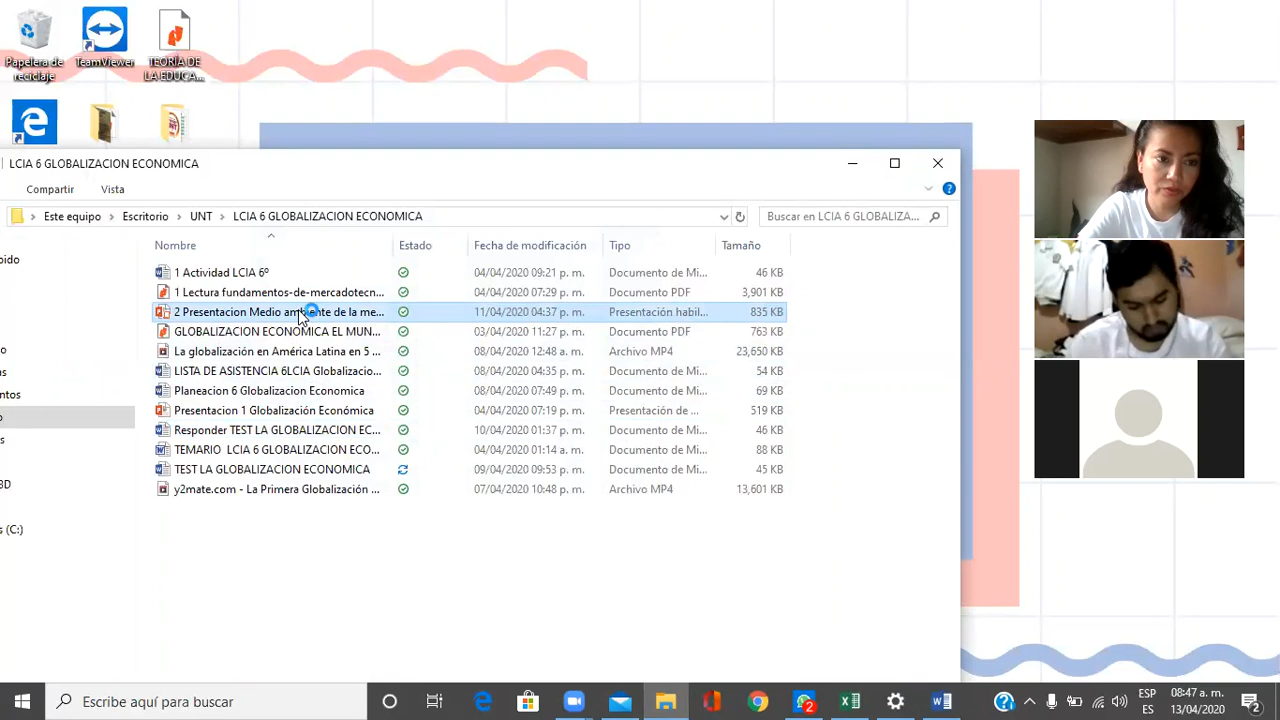 Papelera de
reciclaje
TeamViewer
TEORÍA DE
LA EDUCA...
LCIA 6 GLOBALIZACION ECONOMICA
Compartir
Vista
Este equipo
Escritorio
UNT
LCIA 6 GLOBALIZACION ECONOMICA
Buscar en LCIA 6 GLOBALIZA...
Nombre
Estado
Fecha de modificación
Tipo
Tamaño
1 Actividad LCIA 6º 04/04/2020 09:21 p. m. Documento de Mi... 46 KB
1 Lectura fundamentos-de-mercadotecn... 04/04/2020 07:29 p. m. Documento PDF 3,901 KB
2 Presentacion Medio ambiente de la me... 11/04/2020 04:37 p. m. Presentación habil... 835 KB
GLOBALIZACION ECONOMICA EL MUN... 03/04/2020 11:27 p. m. Documento PDF 763 KB
La globalización en América Latina en 5 ... 08/04/2020 12:48 a. m. Archivo MP4 23,650 KB
LISTA DE ASISTENCIA 6LCIA Globalizacio... 08/04/2020 04:35 p. m. Documento de Mi... 54 KB
Planeacion 6 Globalizacion Economica 08/04/2020 07:49 p. m. Documento de Mi... 69 KB
Presentacion 1 Globalización Económica 04/04/2020 07:19 p. m. Presentación de ... 519 KB
Responder TEST LA GLOBALIZACION EC... 10/04/2020 01:37 p. m. Documento de Mi... 46 KB
TEMARIO LCIA 6 GLOBALIZACION ECO... 04/04/2020 01:14 a. m. Documento de Mi... 88 KB
TEST LA GLOBALIZACION ECONOMICA 09/04/2020 09:53 p. m. Documento de Mi... 45 KB
y2mate.com - La Primera Globalización ... 07/04/2020 10:48 p. m. Archivo MP4 13,601 KB
pido
o
as
entos
o
s
3D
s (C:)
Escribe aquí para buscar
2
ESP
ES
08:47 a. m.
13/04/2020
2